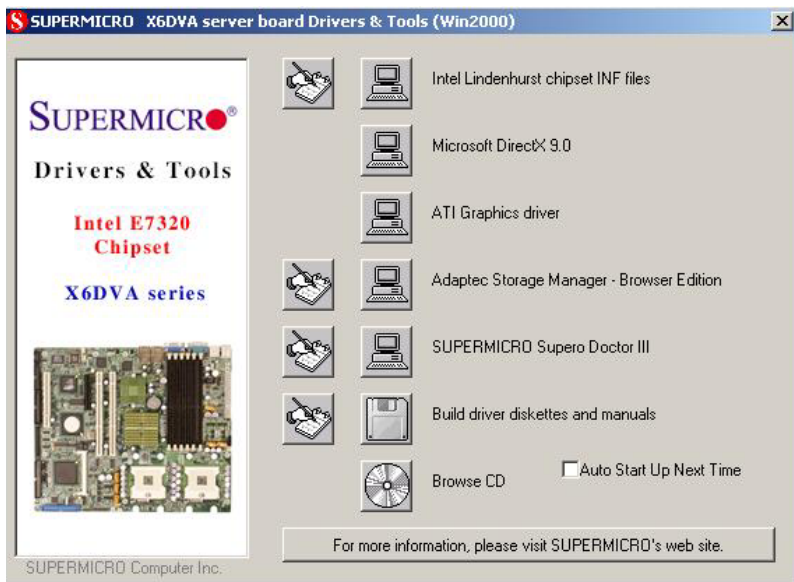 SUPERMICRO X6DVA server board Drivers & Tools (Win2000)
SUPERMICRO®
Drivers & Tools
Intel E7320
Chipset
X6DVA series
SUPERMICRO Computer Inc.
Intel Lindenhurst chipset INF files
Microsoft DirectX 9.0
ATI Graphics driver
Adaptec Storage Manager - Browser Edition
SUPERMICRO Supero Doctor III
Build driver diskettes and manuals
Browse CD
Auto Start Up Next Time
For more information, please visit SUPERMICRO's web site.